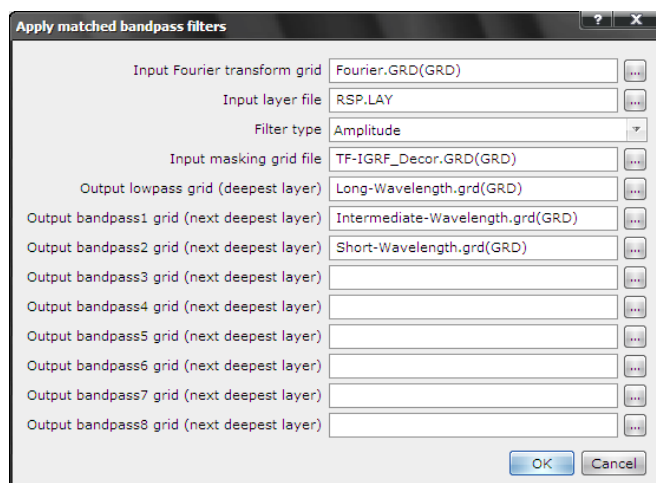 Apply matched bandpass filters ? X
Input Fourier transform grid Fourier.GRD(GRD) ...
Input layer file RSP.LAY ...
Filter type Amplitude
Input masking grid file TF-IGRF_Decor.GRD(GRD) ...
Output lowpass grid (deepest layer) Long-Wavelength.grd(GRD) ...
Output bandpass1 grid (next deepest layer) Intermediate-Wavelength.grd(GRD) ...
Output bandpass2 grid (next deepest layer) Short-Wavelength.grd(GRD) ...
Output bandpass3 grid (next deepest layer) ...
Output bandpass4 grid (next deepest layer) ...
Output bandpass5 grid (next deepest layer) ...
Output bandpass6 grid (next deepest layer) ...
Output bandpass7 grid (next deepest layer) ...
Output bandpass8 grid (next deepest layer) ...
OK Cancel